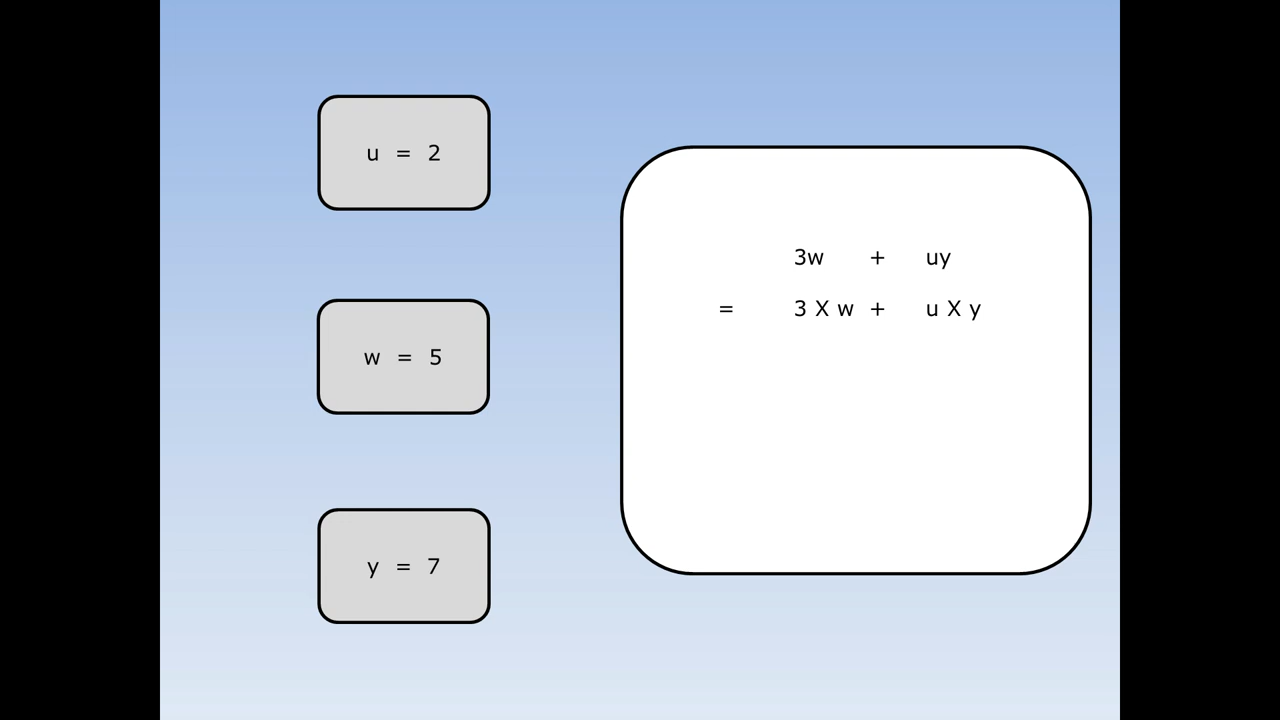 u = 2
w = 5
y = 7
3w + uy
= 3 X w + u X y